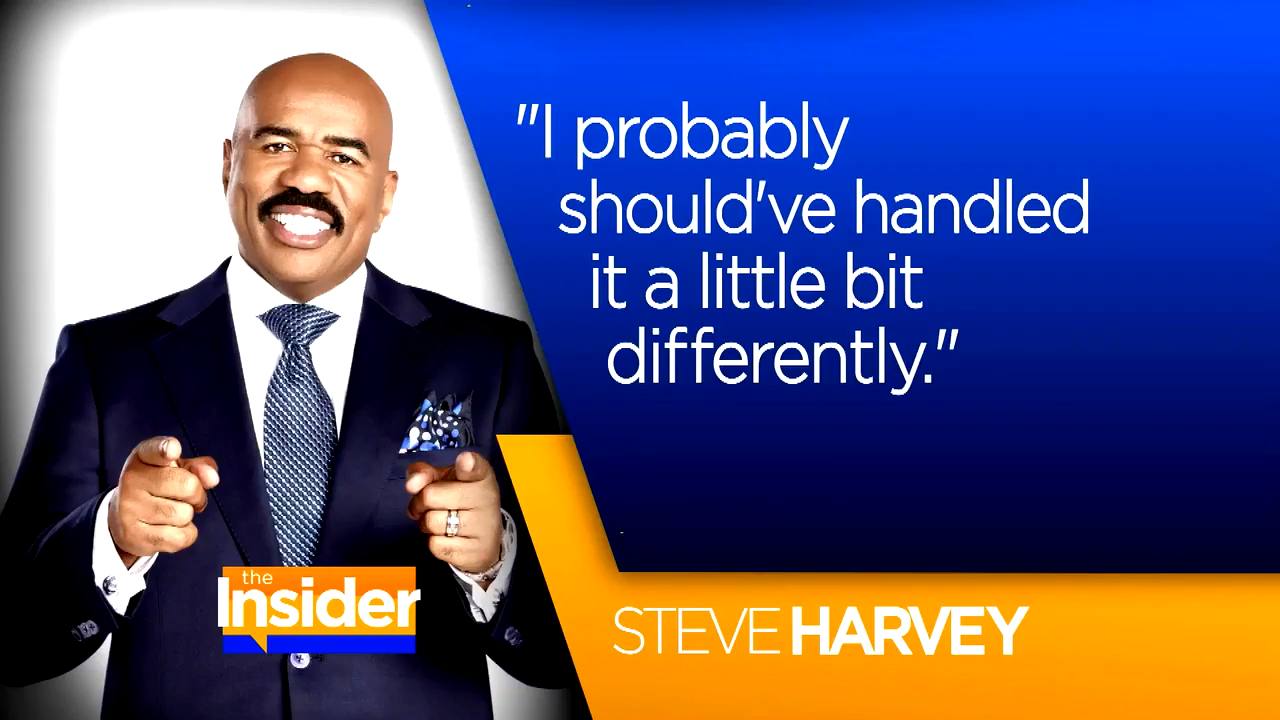 "I probably
should've handled
it a little bit
differently."
the
Insider
STEVE HARVEY